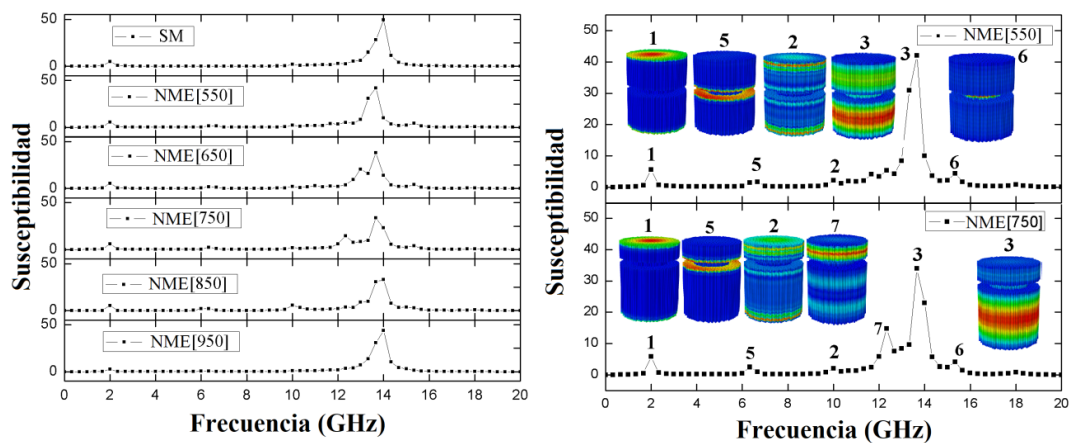 50
SM
0
50
NME[550]
0
50
NME[650]
0
50
NME[750]
0
50
NME[850]
0
50
NME[950]
0
0 2 4 6 8 10 12 14 16 18 20
Frecuencia (GHz)
Susceptibilidad
50
40
30
20
10
0
1 5 2 3 3 6
NME[550]
1 5 2 6
50
40
30
20
10
0
1 5 2 7 3 3
NME[750]
1 5 2 7 6
0 2 4 6 8 10 12 14 16 18 20
Frecuencia (GHz)
Susceptibilidad